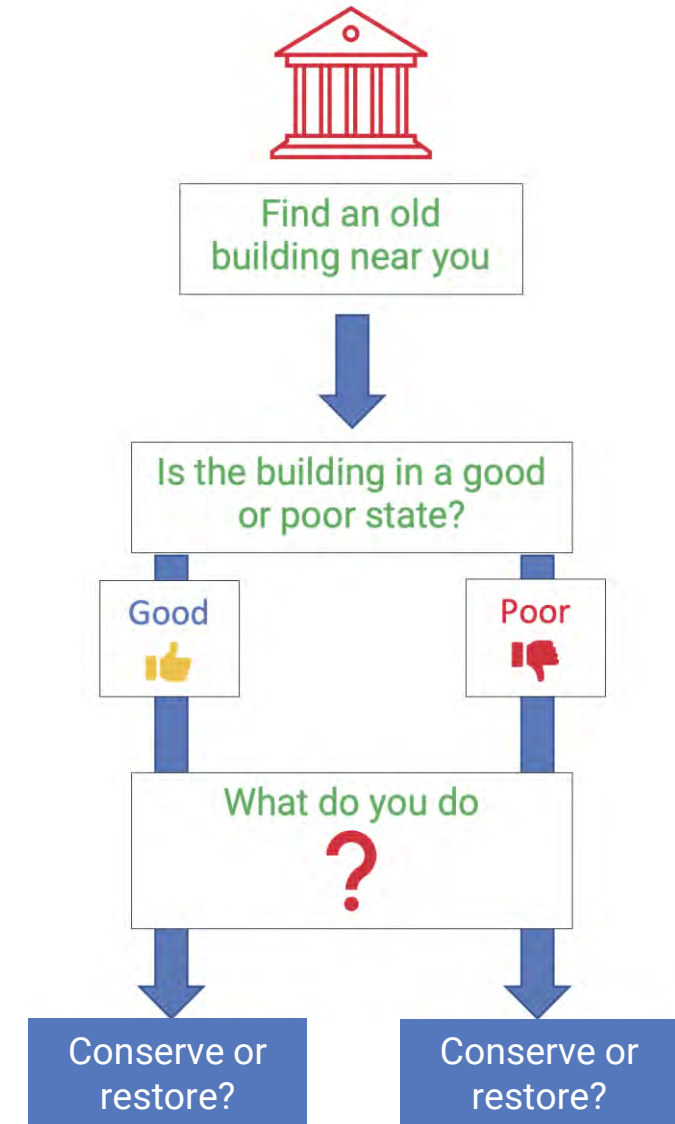 Find an old
building near you
Is the building in a good
or poor state?
Good
Poor
What do you do
?
Conserve or
restore?
Conserve or
restore?